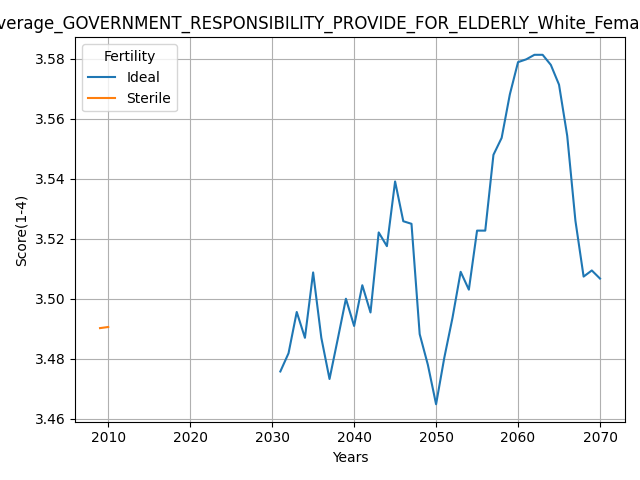 verage_GOVERNMENT_RESPONSIBILITY_PROVIDE_FOR_ELDERLY_White_Fema
Fertility
Ideal
Sterile
3.58
3.56
3.54
3.52
3.50
3.48
3.46
Score(1-4)
2010 2020 2030 2040 2050 2060 2070
Years